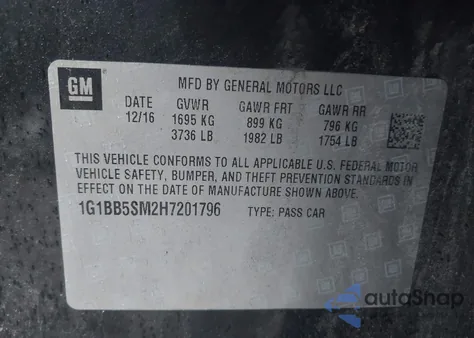 GM
MFD BY GENERAL MOTORS LLC
DATE GVWR GAWR FRT GAWR RR
12/16 1695 KG 899 KG 796 KG
3736 LB 1982 LB 1754 LB
THIS VEHICLE CONFORMS TO ALL APPLICABLE U.S. FEDERAL MOTOR
VEHICLE SAFETY, BUMPER, AND THEFT PREVENTION STANDARDS
IN EFFECT ON THE DATE OF MANUFACTURE SHOWN ABOVE.
1G1BB5SM2H7201796 TYPE: PASS CAR
autoSnap